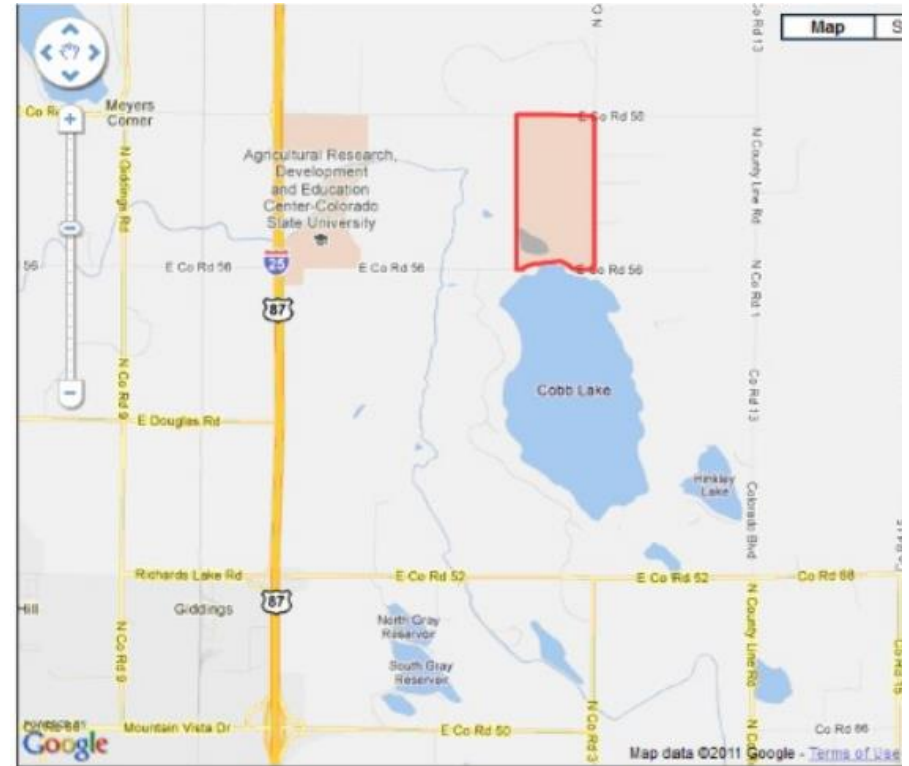 Map
S
Co Rd 13
Meyers
Corner
E Co Rd 58
N Giddings Rd
Agricultural Research,
Development
and Education
Center-Colorado
State University
N County Line Rd
56
E Co Rd 56
25
E Co Rd 56
E Co Rd 56
87
N Co Rd 1
N Co Rd 9
Cobb Lake
Co Rd 13
E Douglas Rd
Hinkley
Lake
Colorado Blvd
Richards Lake Rd
E Co Rd 52
E Co Rd 52
Co Rd 68
Giddings
87
North Gray
Reservoir
South Gray
Reservoir
N Co Rd 9
N County Line Rd
N Co Rd 3
Co Rd 15
Mountain Vista Dr
E Co Rd 50
Co Rd 66
Google
Map data ©2011 Google - Terms of Use